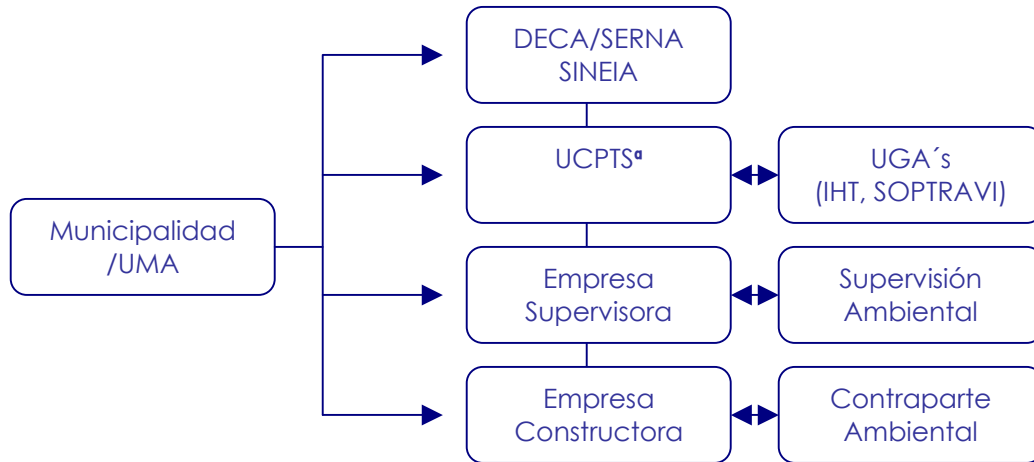 DECA/SERNA
SINEIA
UCPTSª
UGA´s
(IHT, SOPTRAVI)
Municipalidad
/UMA
Empresa
Supervisora
Supervisión
Ambiental
Empresa
Constructora
Contraparte
Ambiental